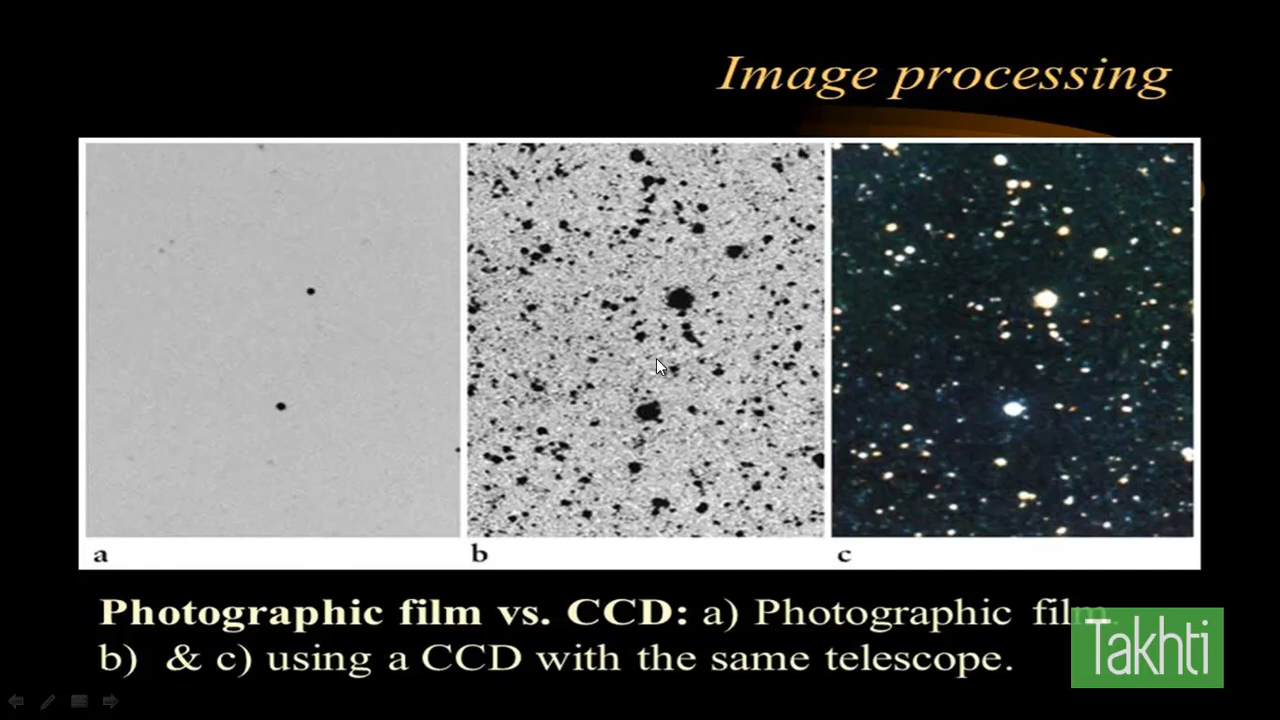 Image processing
a b c
Photographic film vs. CCD: a) Photographic film.
b) & c) using a CCD with the same telescope.
Takhti